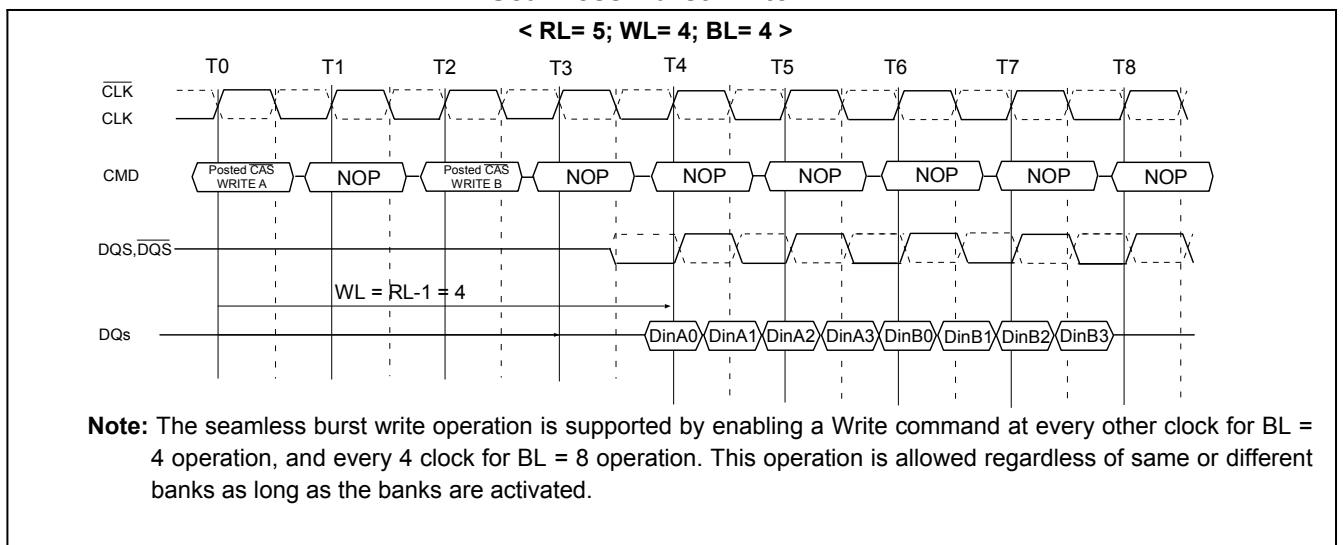 < RL= 5; WL= 4; BL= 4 >
T0 T1 T2 T3 T4 T5 T6 T7 T8
CLK
CLK
CMD Posted CAS WRITE A NOP Posted CAS WRITE B NOP NOP NOP NOP NOP NOP
DQS,DQS
WL = RL-1 = 4
DQs DinA0 DinA1 DinA2 DinA3 DinB0 DinB1 DinB2 DinB3
Note: The seamless burst write operation is supported by enabling a Write command at every other clock for BL =
4 operation, and every 4 clock for BL = 8 operation. This operation is allowed regardless of same or different
banks as long as the banks are activated.